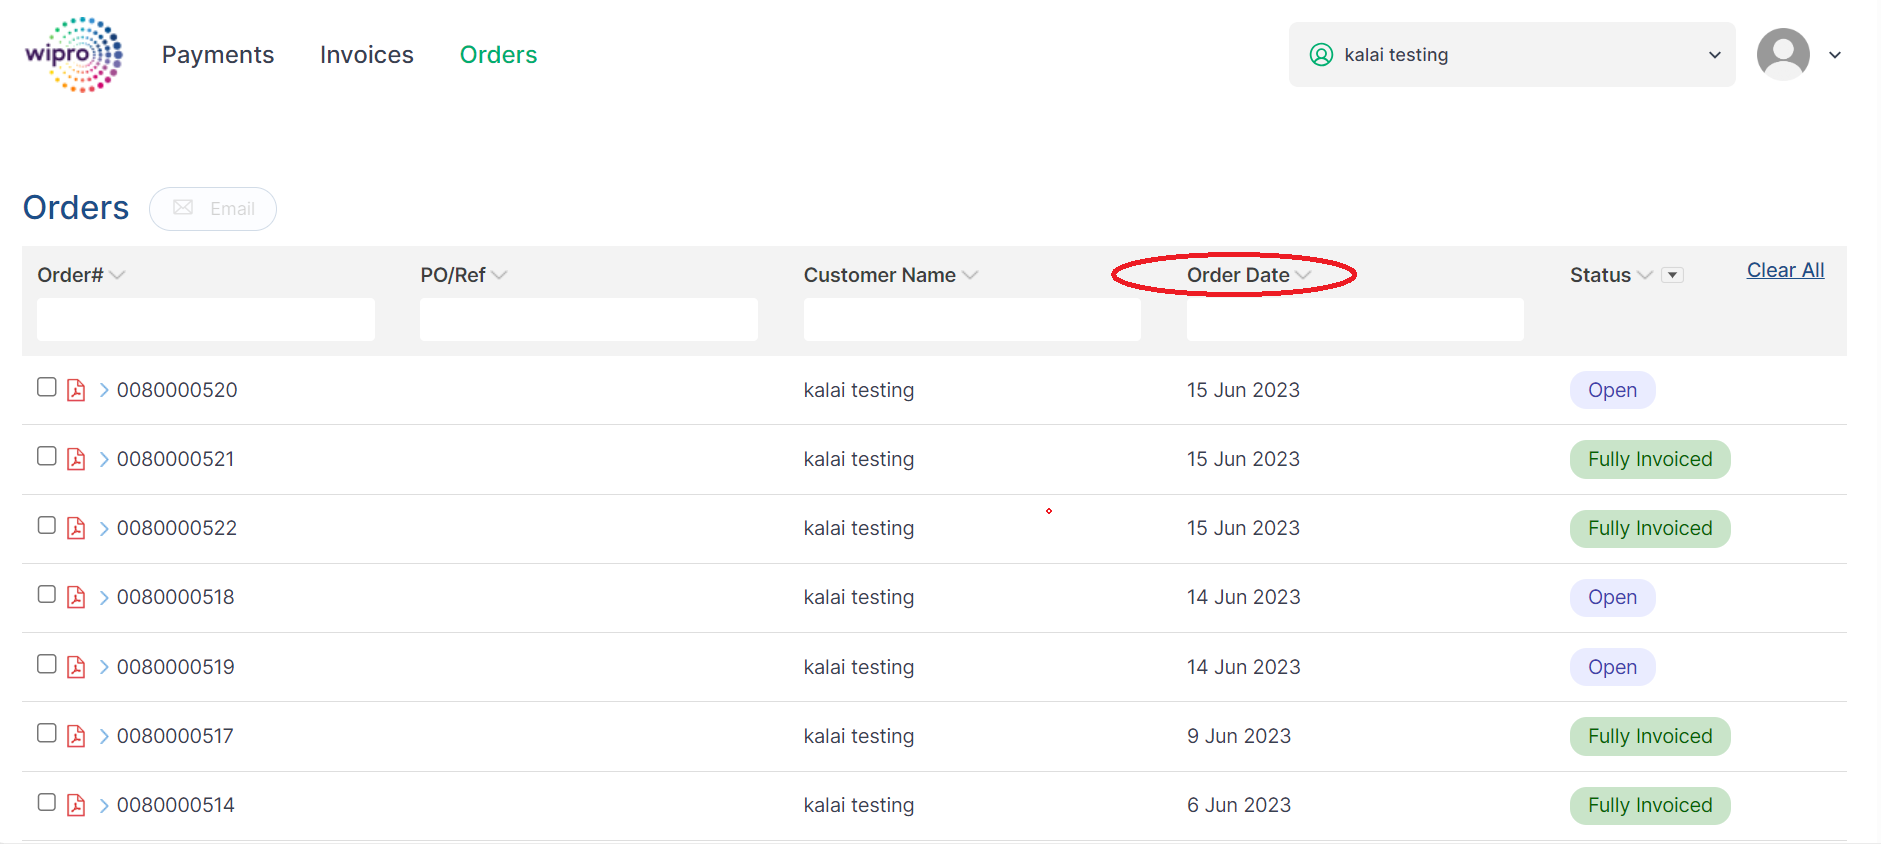 wipro Payments Invoices Orders kalai testing
Orders Email
Order# PO/Ref Customer Name Order Date Status Clear All
0080000520 kalai testing 15 Jun 2023 Open
0080000521 kalai testing 15 Jun 2023 Fully Invoiced
0080000522 kalai testing 15 Jun 2023 Fully Invoiced
0080000518 kalai testing 14 Jun 2023 Open
0080000519 kalai testing 14 Jun 2023 Open
0080000517 kalai testing 9 Jun 2023 Fully Invoiced
0080000514 kalai testing 6 Jun 2023 Fully Invoiced